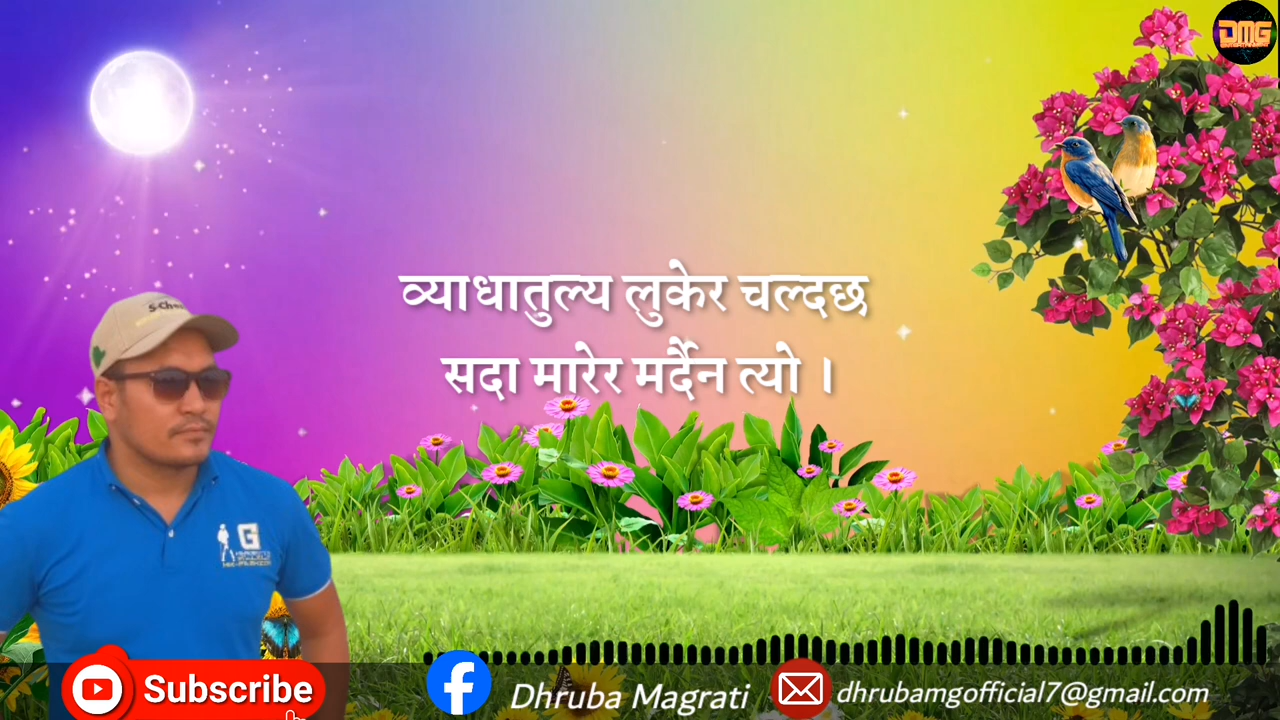 DMG
व्याधातुल्य लुकेर चल्दछ
सदा मारेर मर्दैन त्यो ।
G
Subscribe
Dhruba Magrati
dhrubamgofficial7@gmail.com